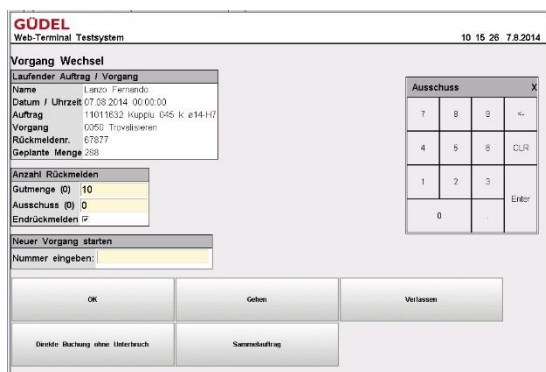 GÜDEL
Web-Terminal Testsystem
10 15 26 7.8.2014
Vorgang Wechsel
Laufender Auftrag / Vorgang
Name Lanzo Fernando
Datum / Uhrzeit 07.08.2014 00:00:00
Auftrag 11011632 Kupplu 045 k ø14-H7
Vorgang 0050 Trovalisieren
Rückmeldenr. 67877
Geplante Menge 288
Anzahl Rückmelden
Gutmenge (0) 10
Ausschuss (0) 0
Endrückmelden
Neuer Vorgang starten
Nummer eingeben:
Ausschuss X
7 8 9 <-
4 5 6 CLR
1 2 3 Enter
0 .
OK Gehen Verlassen
Direkte Buchung ohne Unterbruch Sammelauftrag